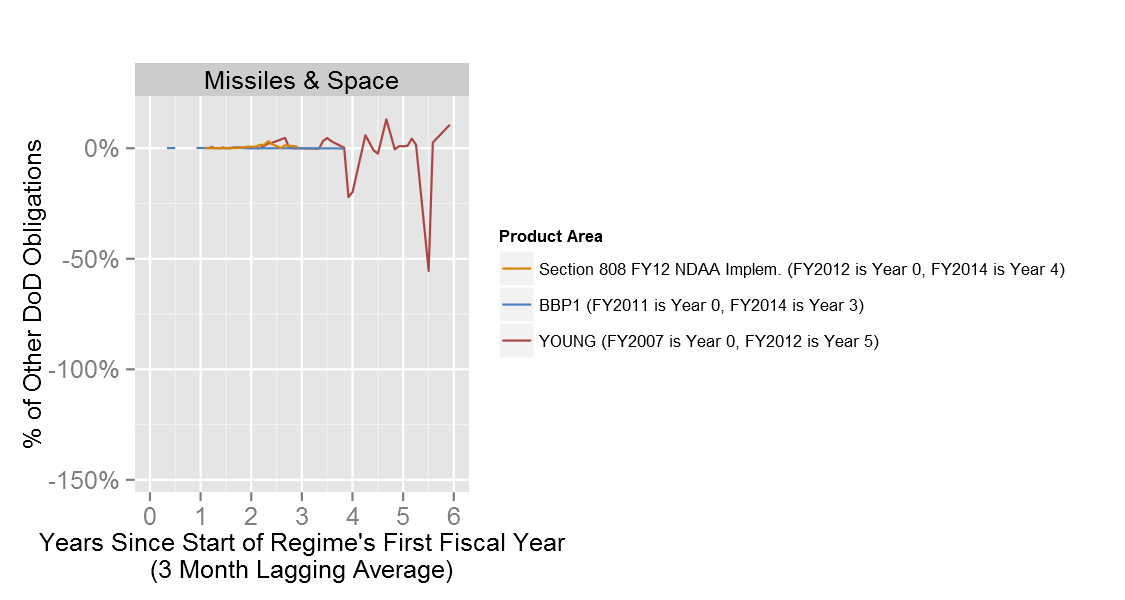 Missiles & Space
% of Other DoD Obligations
0%
-50%
-100%
-150%
0 1 2 3 4 5 6
Years Since Start of Regime's First Fiscal Year
(3 Month Lagging Average)
Product Area
Section 808 FY12 NDAA Implem. (FY2012 is Year 0, FY2014 is Year 4)
BBP1 (FY2011 is Year 0, FY2014 is Year 3)
YOUNG (FY2007 is Year 0, FY2012 is Year 5)